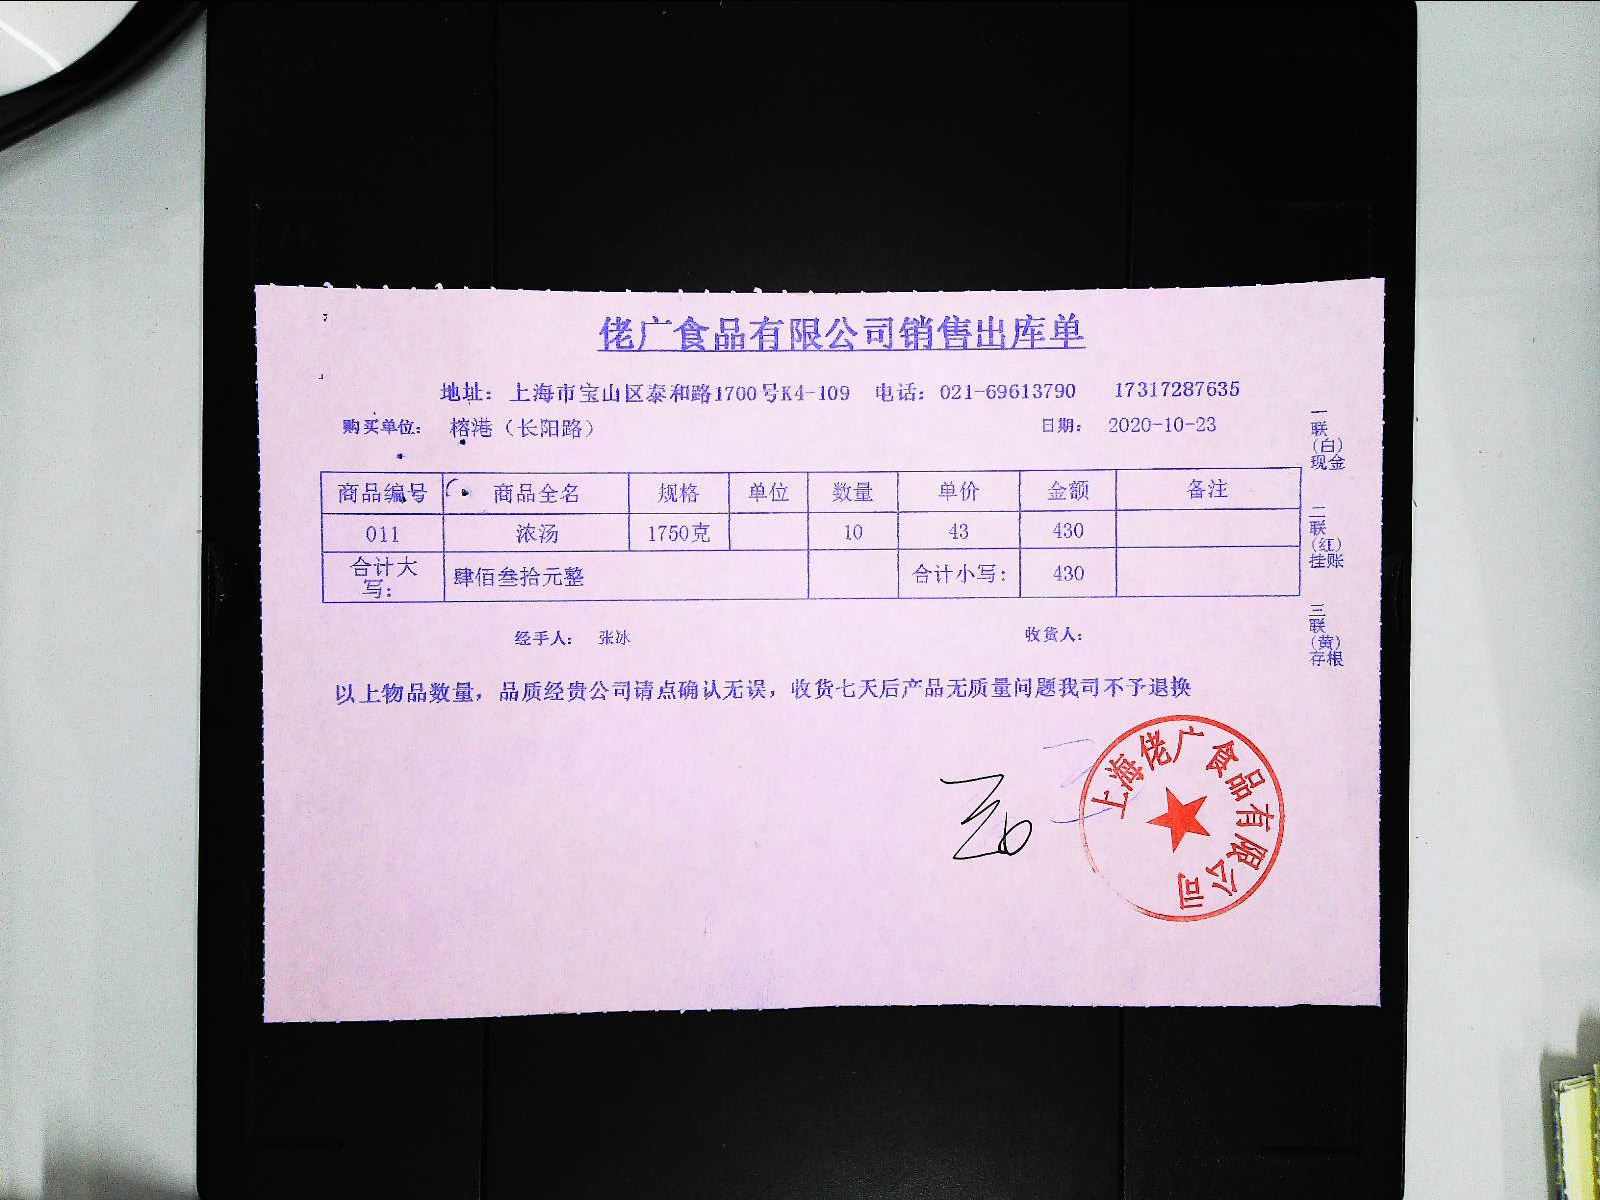 佬广食品有限公司销售出库单
地址：上海市宝山区泰和路1700号K4-109 电话：021-69613790 17317287635
购买单位： 榕港（长阳路） 日期： 2020-10-23
商品编号 商品全名 规格 单位 数量 单价 金额 备注
011 浓汤 1750克 10 43 430
合计大写： 肆佰叁拾元整 合计小写： 430
经手人： 张冰 收货人：
以上物品数量，品质经贵公司请点确认无误，收货七天后产品无质量问题我司不予退换
一联（白）现金
二联（红）挂账
三联（黄）存根
上海佬广食品有限公司